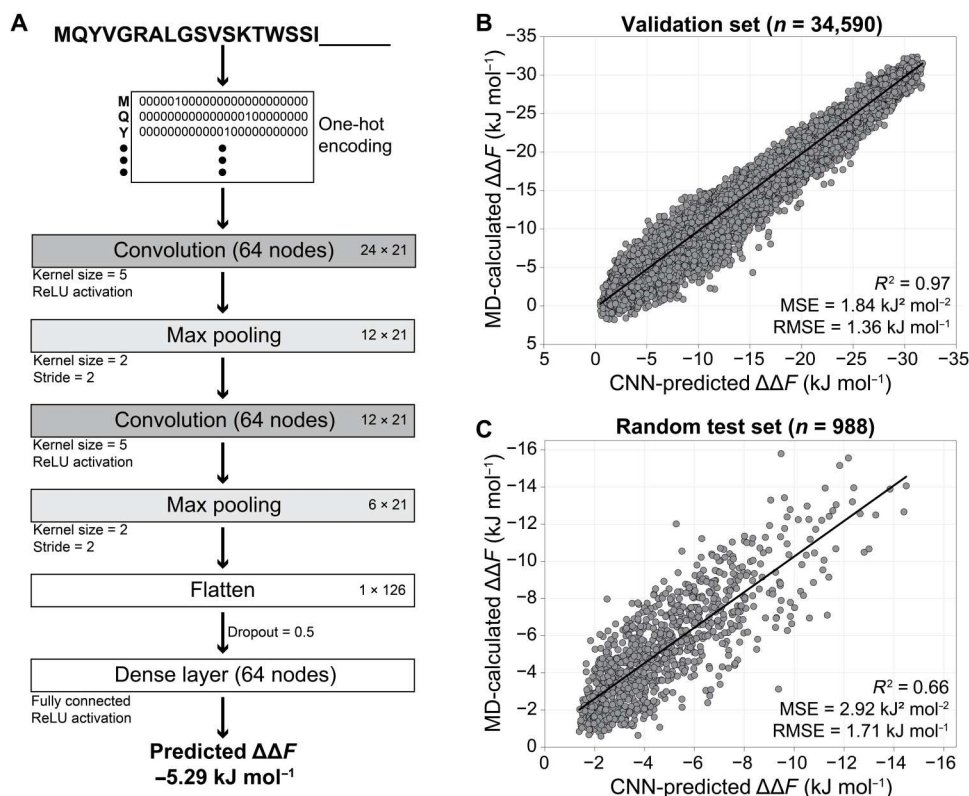 A
MQYVGRALGSVSKTWSSI______
M 000001000000000000000000
Q 000000000000001000000000
Y 000000000000100000000000
One-hot
encoding
Convolution (64 nodes) 24 × 21
Kernel size = 5
ReLU activation
Max pooling 12 × 21
Kernel size = 2
Stride = 2
Convolution (64 nodes) 12 × 21
Kernel size = 5
ReLU activation
Max pooling 6 × 21
Kernel size = 2
Stride = 2
Flatten 1 × 126
Dropout = 0.5
Dense layer (64 nodes)
Fully connected
ReLU activation
Predicted ΔΔF
−5.29 kJ mol⁻¹
B
Validation set (n = 34,590)
MD-calculated ΔΔF (kJ mol⁻¹)
−35
−30
−25
−20
−15
−10
−5
0
5
R² = 0.97
MSE = 1.84 kJ² mol⁻²
RMSE = 1.36 kJ mol⁻¹
5 0 −5 −10 −15 −20 −25 −30 −35
CNN-predicted ΔΔF (kJ mol⁻¹)
C
Random test set (n = 988)
MD-calculated ΔΔF (kJ mol⁻¹)
−16
−14
−12
−10
−8
−6
−4
−2
0
R² = 0.66
MSE = 2.92 kJ² mol⁻²
RMSE = 1.71 kJ mol⁻¹
0 −2 −4 −6 −8 −10 −12 −14 −16
CNN-predicted ΔΔF (kJ mol⁻¹)